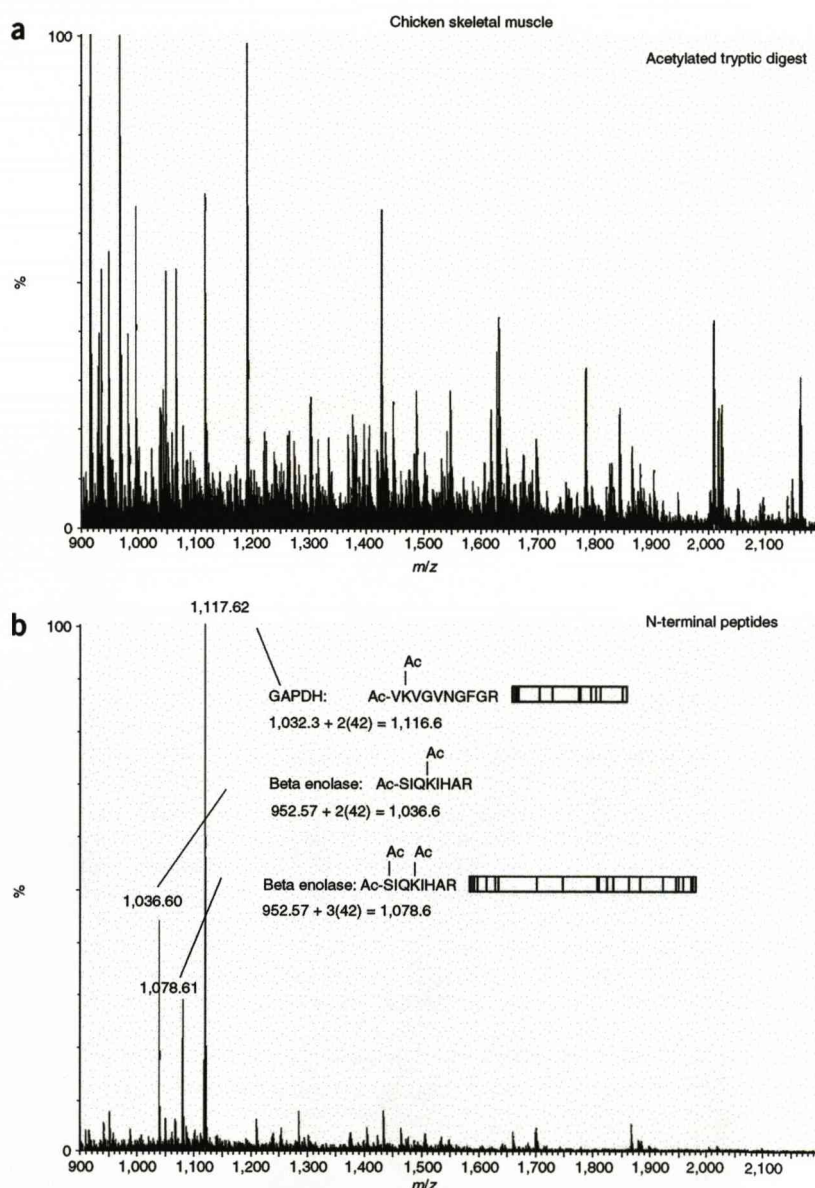 a
Chicken skeletal muscle
Acetylated tryptic digest
100
%
0
900 1,000 1,100 1,200 1,300 1,400 1,500 1,600 1,700 1,800 1,900 2,000 2,100
m/z
b
1,117.62
N-terminal peptides
100
Ac
GAPDH: Ac-VKVGVNGFGR
1,032.3 + 2(42) = 1,116.6
Ac
Beta enolase: Ac-SIQKIHAR
952.57 + 2(42) = 1,036.6
Ac Ac
Beta enolase: Ac-SIQKIHAR
952.57 + 3(42) = 1,078.6
%
1,036.60
1,078.61
0
900 1,000 1,100 1,200 1,300 1,400 1,500 1,600 1,700 1,800 1,900 2,000 2,100
m/z